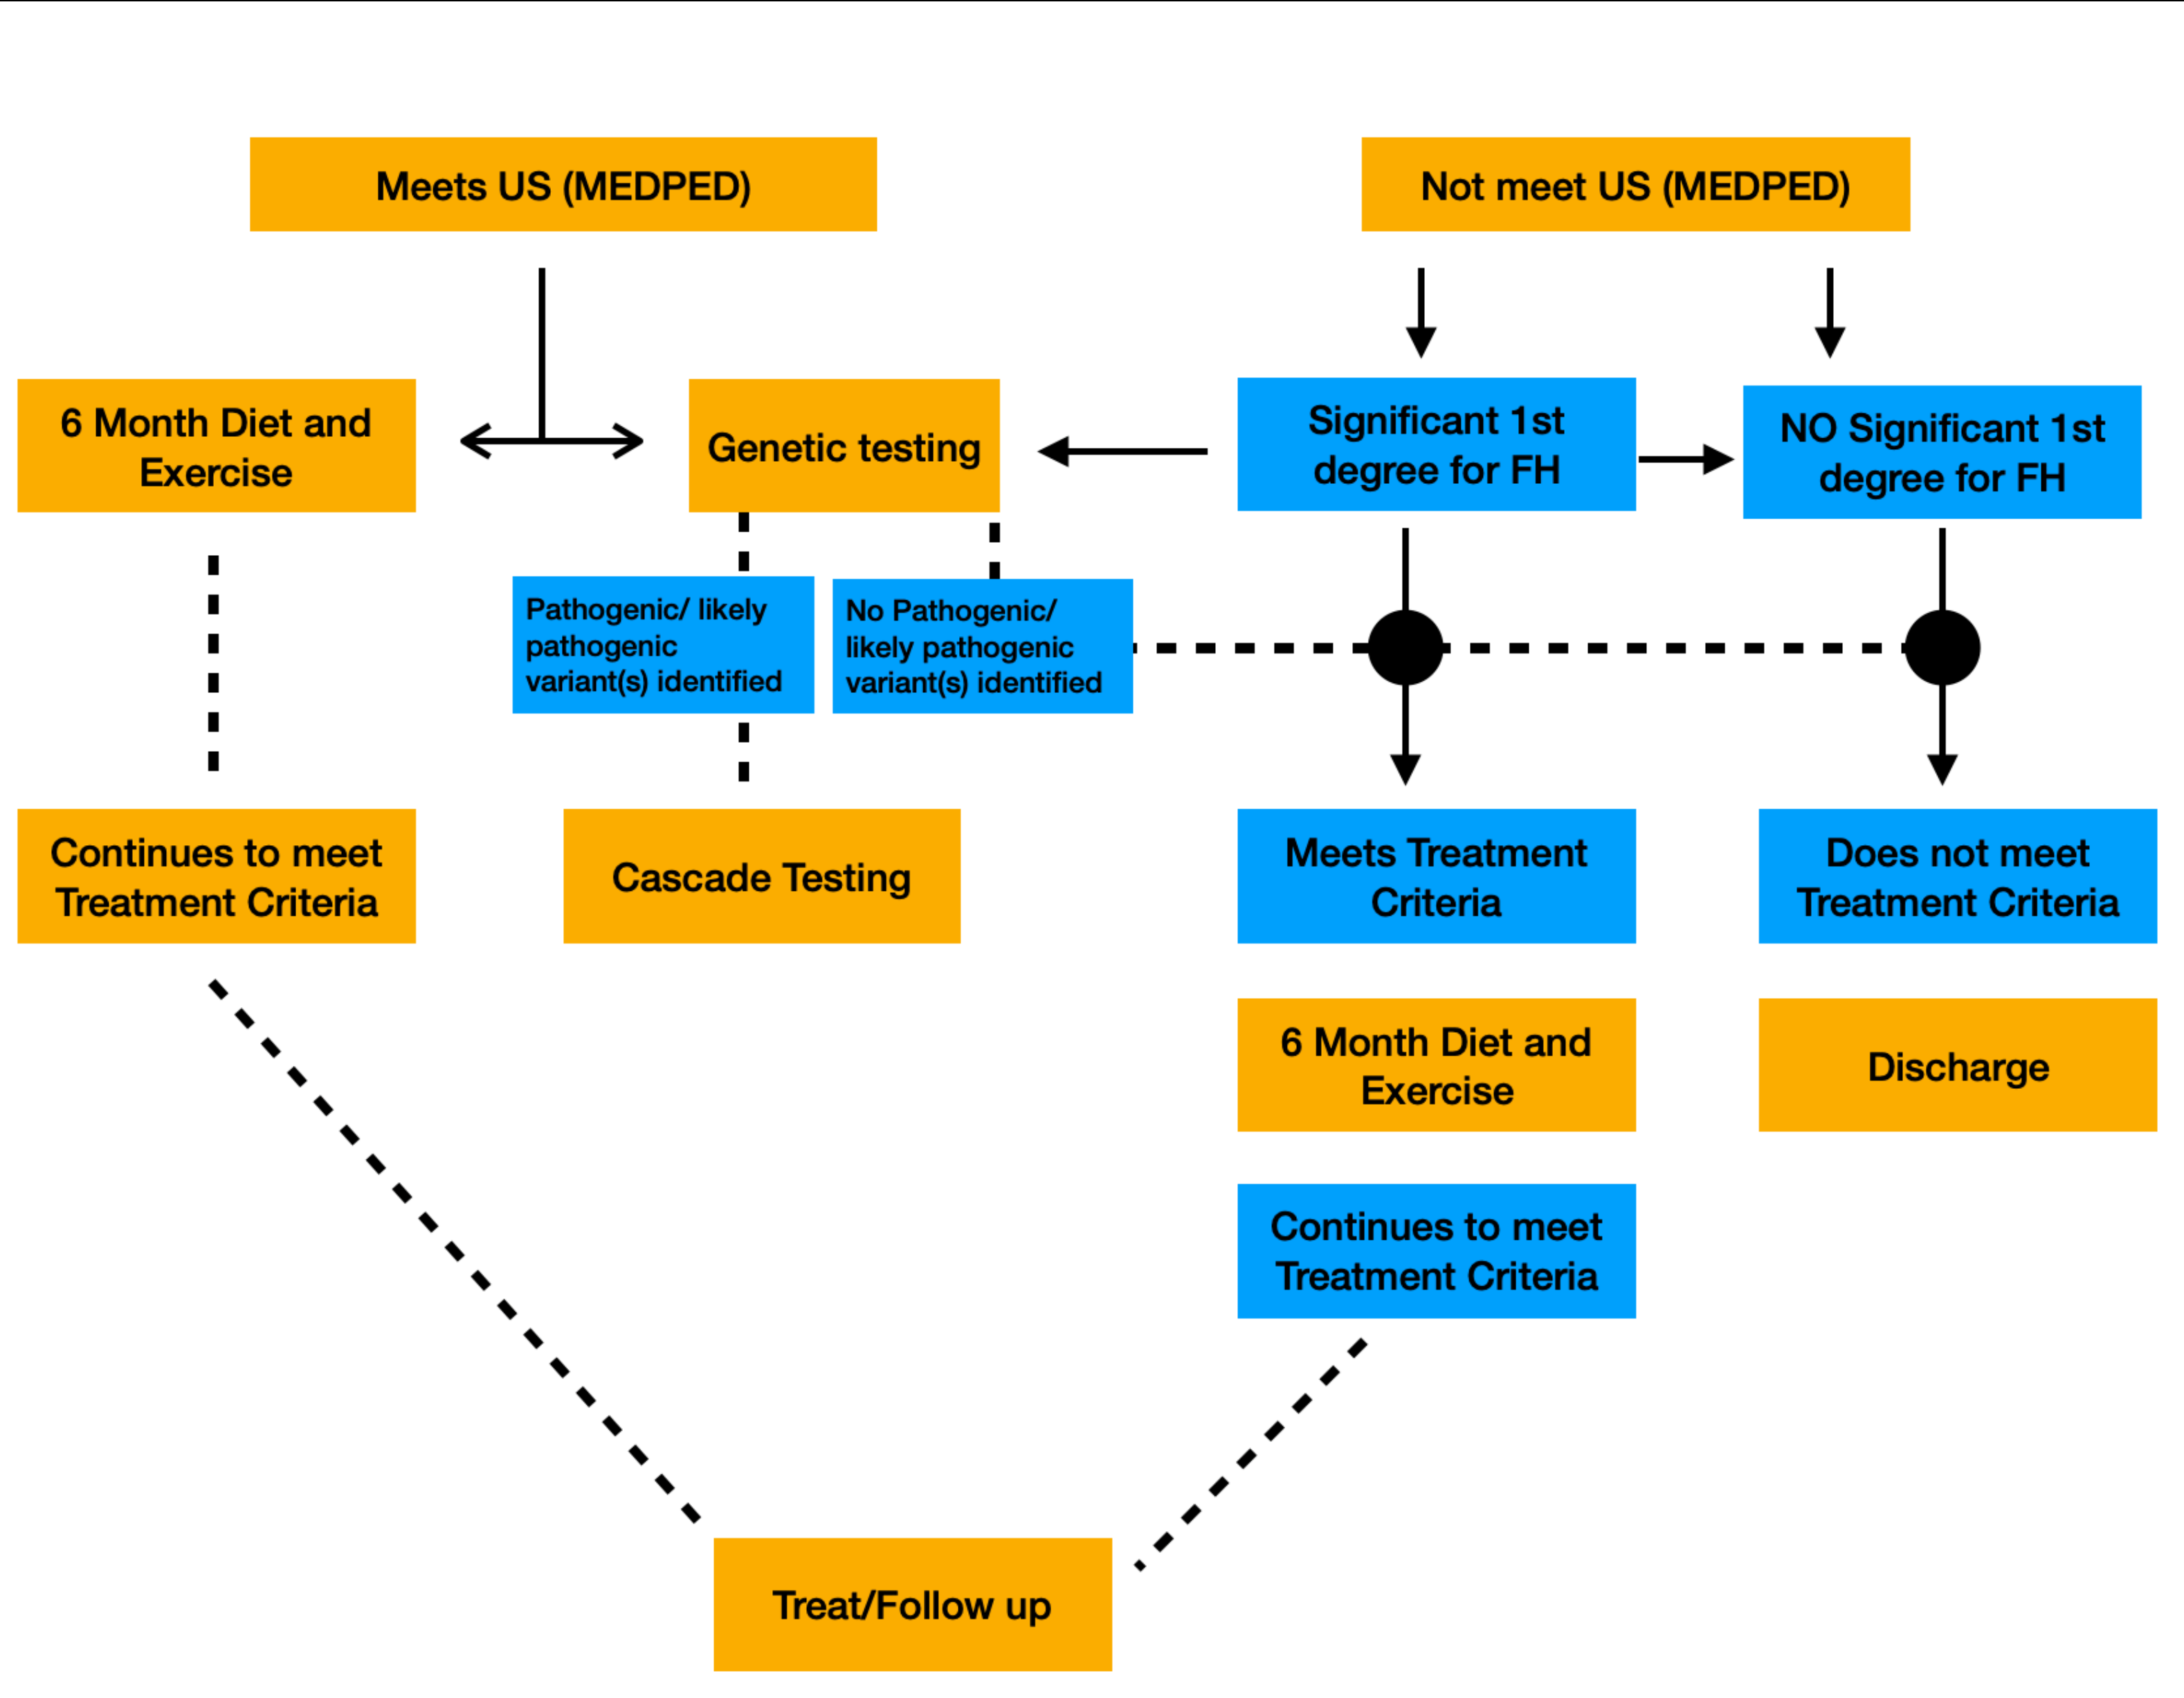 Meets US (MEDPED)
Not meet US (MEDPED)
6 Month Diet and
Exercise
Genetic testing
Significant 1st
degree for FH
NO Significant 1st
degree for FH
Pathogenic/ likely
pathogenic
variant(s) identified
No Pathogenic/
likely pathogenic
variant(s) identified
Continues to meet
Treatment Criteria
Cascade Testing
Meets Treatment
Criteria
Does not meet
Treatment Criteria
6 Month Diet and
Exercise
Discharge
Continues to meet
Treatment Criteria
Treat/Follow up